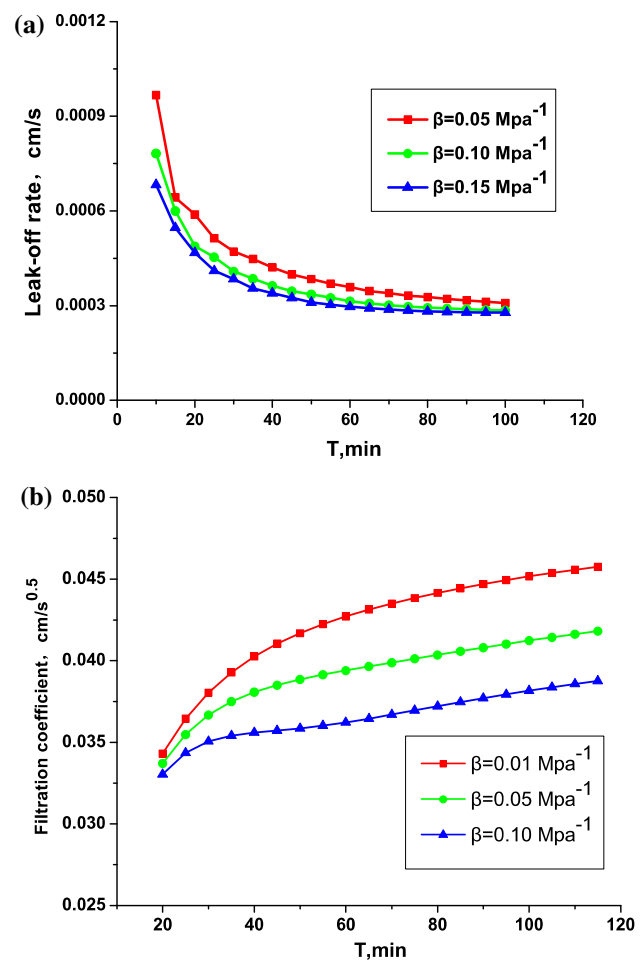 (a)
0.0012
0.0009
0.0006
0.0003
0.0000
Leak-off rate, cm/s
β=0.05 Mpa-1
β=0.10 Mpa-1
β=0.15 Mpa-1
0 20 40 60 80 100 120
T,min
(b)
0.050
0.045
0.040
0.035
0.030
0.025
Filtration coefficient, cm/s0.5
β=0.01 Mpa-1
β=0.05 Mpa-1
β=0.10 Mpa-1
20 40 60 80 100 120
T,min